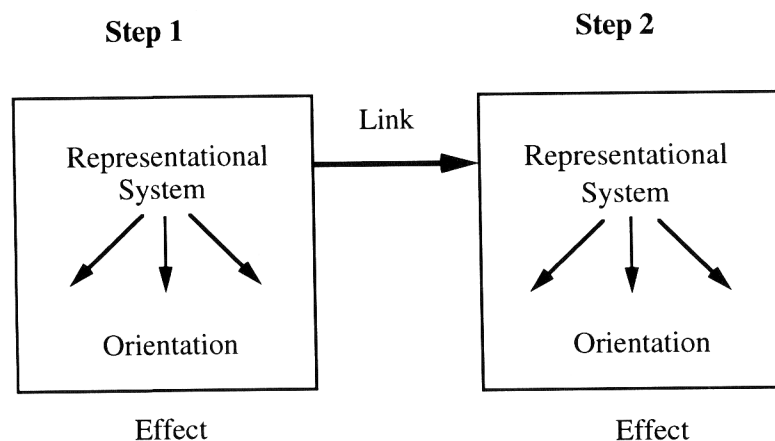 Step 1
Step 2
Link
Representational
System
Representational
System
Orientation
Orientation
Effect
Effect